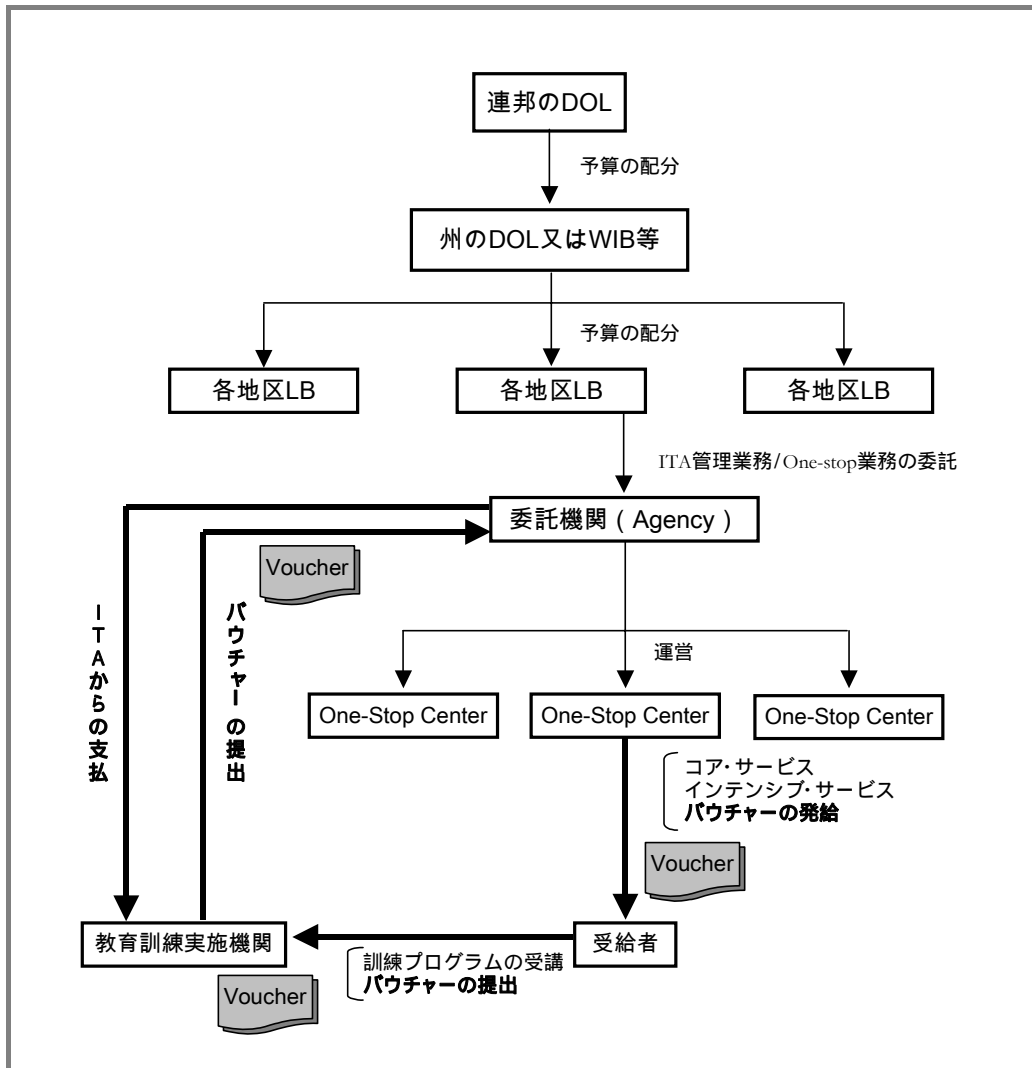 連邦のDOL
予算の配分
州のDOL又はWIB等
予算の配分
各地区LB
各地区LB
各地区LB
ITA管理業務/One-stop業務の委託
委託機関（Agency）
Voucher
ITAからの支払
バウチャーの提出
運営
One-Stop Center
One-Stop Center
One-Stop Center
コア・サービス
インテンシブ・サービス
バウチャーの発給
Voucher
教育訓練実施機関
受給者
訓練プログラムの受講
バウチャーの提出
Voucher